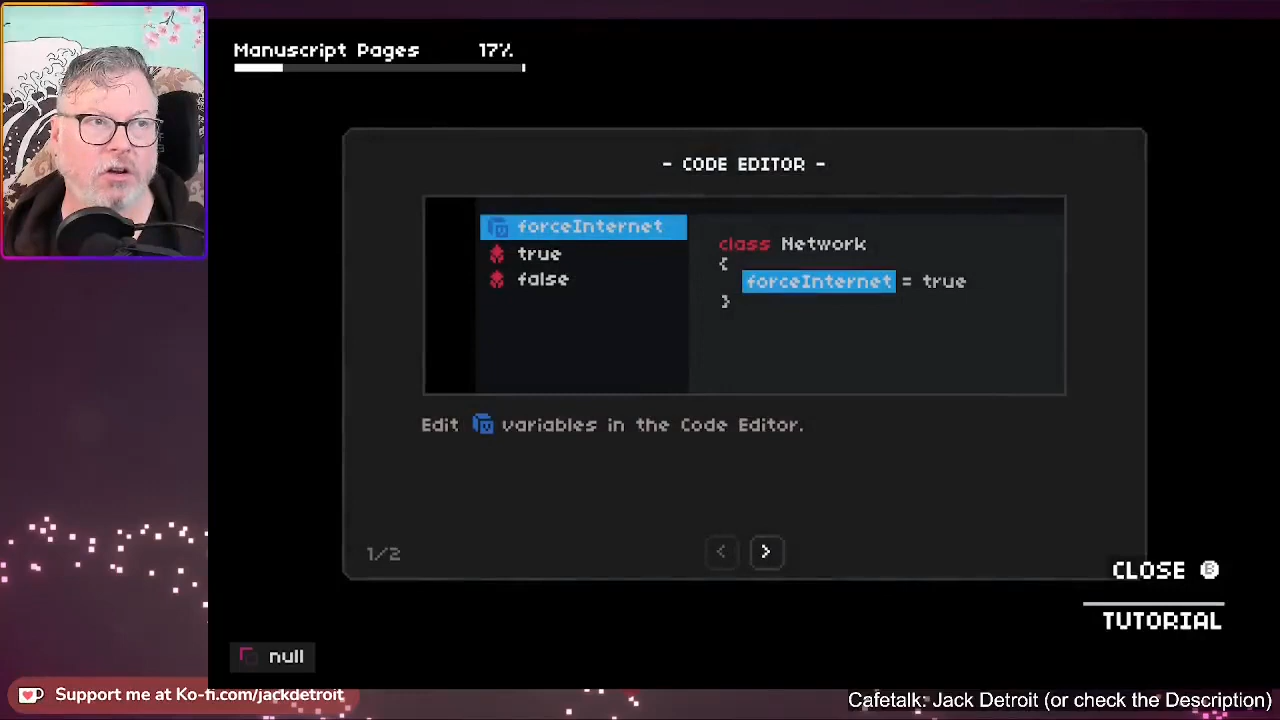 Manuscript Pages 17%
- CODE EDITOR -
forceInternet
true
false
class Network
{
forceInternet = true
}
Edit variables in the Code Editor.
1/2
< >
CLOSE B
TUTORIAL
null
Support me at Ko-fi.com/jackdetroit
Cafetalk: Jack Detroit (or check the Description)